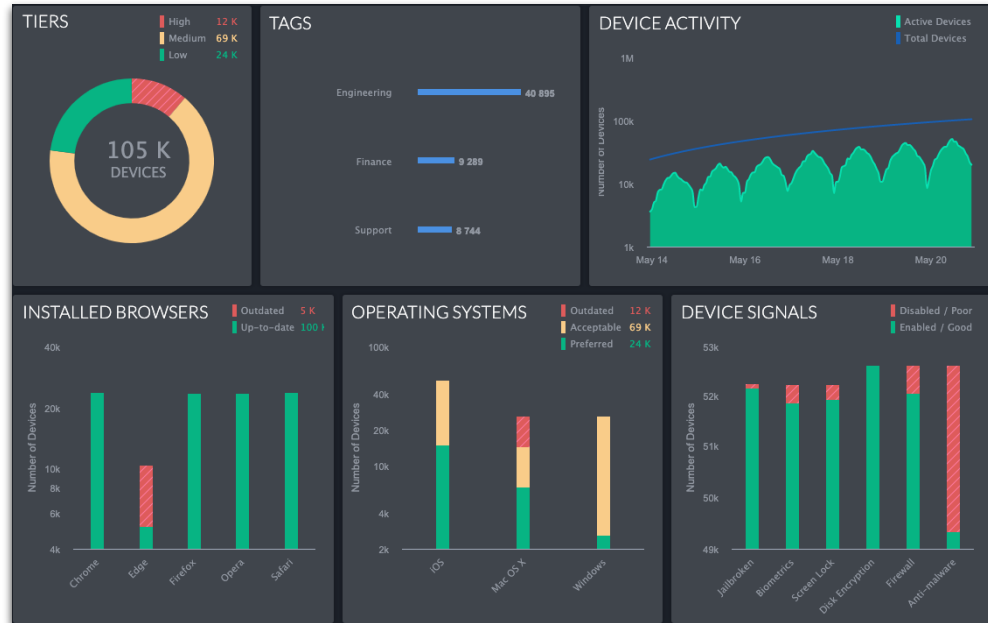 TIERS
High 12 K
Medium 69 K
Low 24 K
105 K
DEVICES
TAGS
Engineering 40 895
Finance 9 289
Support 8 744
DEVICE ACTIVITY
Active Devices
Total Devices
Number of Devices
1M
100k
10k
1k
May 14 May 16 May 18 May 20
INSTALLED BROWSERS
Outdated 5 K
Up-to-date 100
Number of Devices
40k
20k
10k
8k
6k
4k
Chrome Edge Firefox Opera Safari
OPERATING SYSTEMS
Outdated 12 K
Acceptable 69 K
Preferred 24 K
Number of Devices
100k
40k
20k
10k
4k
2k
iOS Mac OS X Windows
DEVICE SIGNALS
Disabled / Poor
Enabled / Good
Number of Devices
53k
52k
51k
50k
49k
Jailbroken Biometrics Screen Lock Disk Encryption Firewall Anti-malware